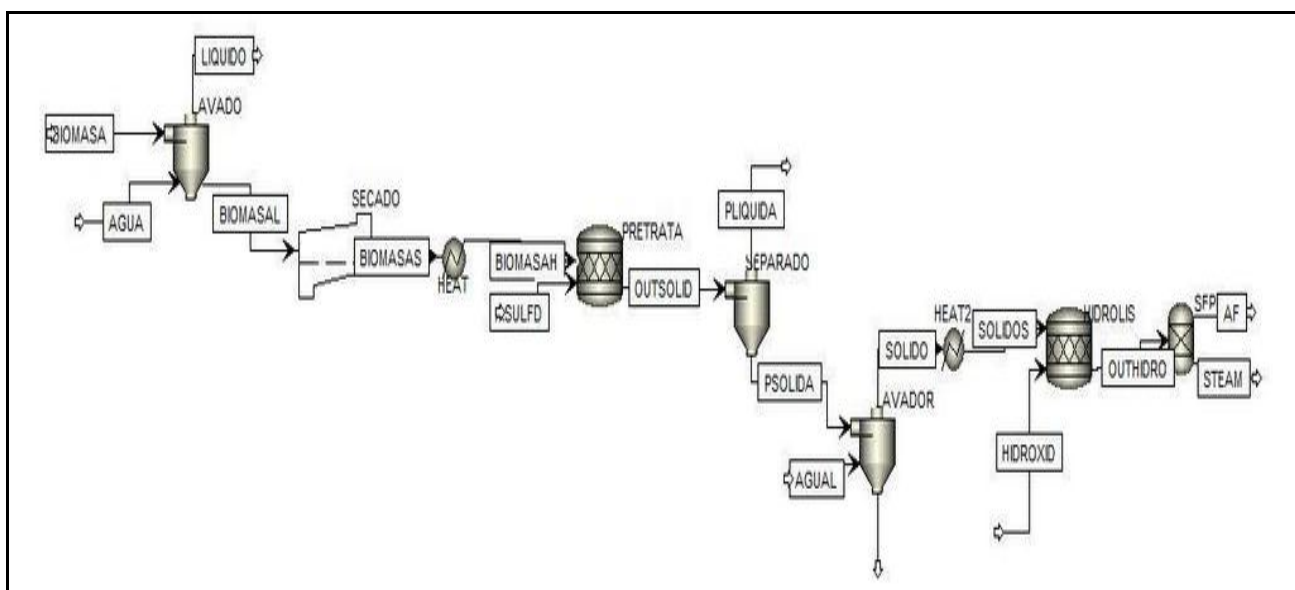 LIQUIDO
AVADO
BIOMASA
AGUA
BIOMASAL
SECADO
BIOMASAS
HEAT
BIOMASAH
SULFD
PRETRATA
OUTSOLID
PLIQUIDA
SEPARADO
PSOLIDA
AGUAL
AVADOR
SOLIDO
HEAT2
SOLIDOS
HIDROLIS
HIDROXID
OUTHIDRO
SFP
AF
STEAM